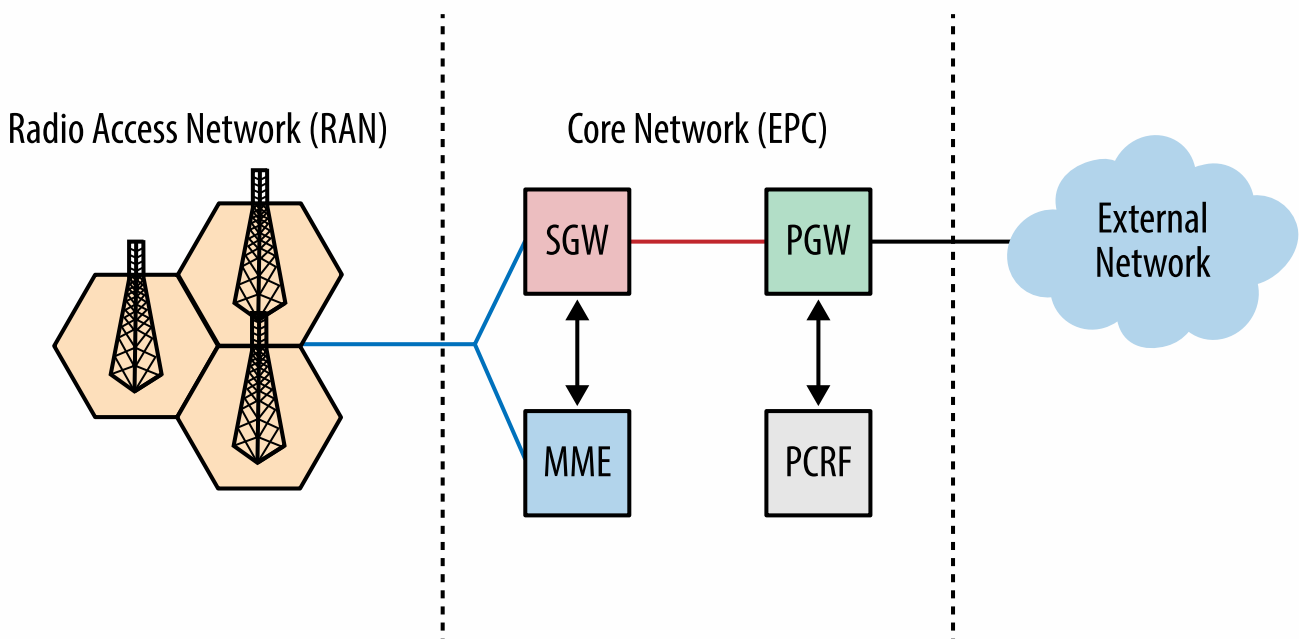 Radio Access Network (RAN)
Core Network (EPC)
SGW
PGW
External
Network
MME
PCRF